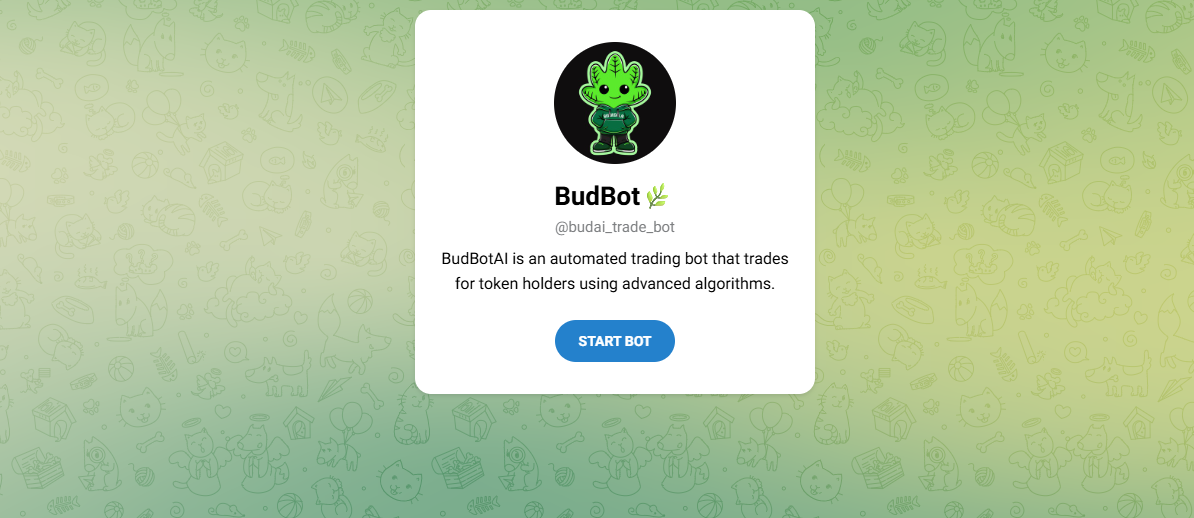 BudBot
@budai_trade_bot
BudBotAI is an automated trading bot that trades
for token holders using advanced algorithms.
START BOT